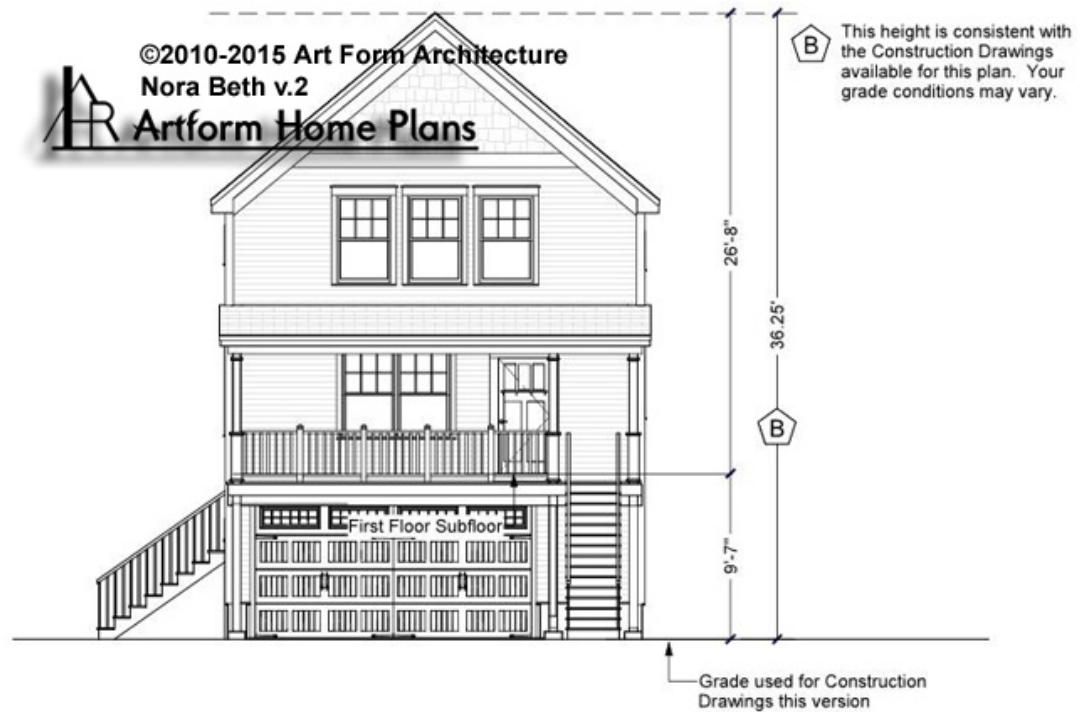 ©2010-2015 Art Form Architecture
Nora Beth v.2
AHR Artform Home Plans
B
This height is consistent with
the Construction Drawings
available for this plan. Your
grade conditions may vary.
26'-8"
36.25'
B
First Floor Subfloor
9'-7"
Grade used for Construction
Drawings this version